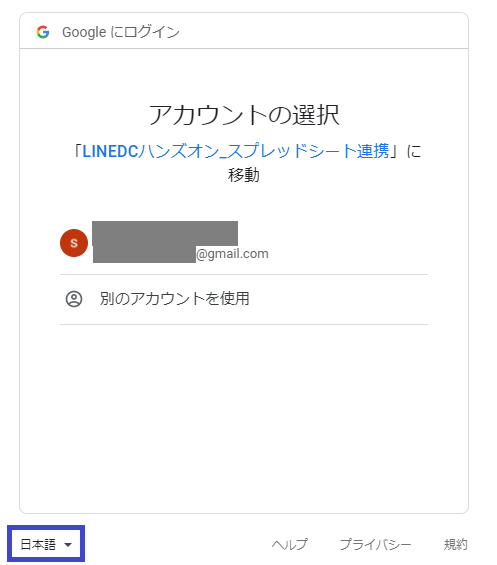 Google にログイン
アカウントの選択
「LINEDCハンズオン_スプレッドシート連携」に
移動
S
@gmail.com
別のアカウントを使用
日本語
ヘルプ
プライバシー
規約